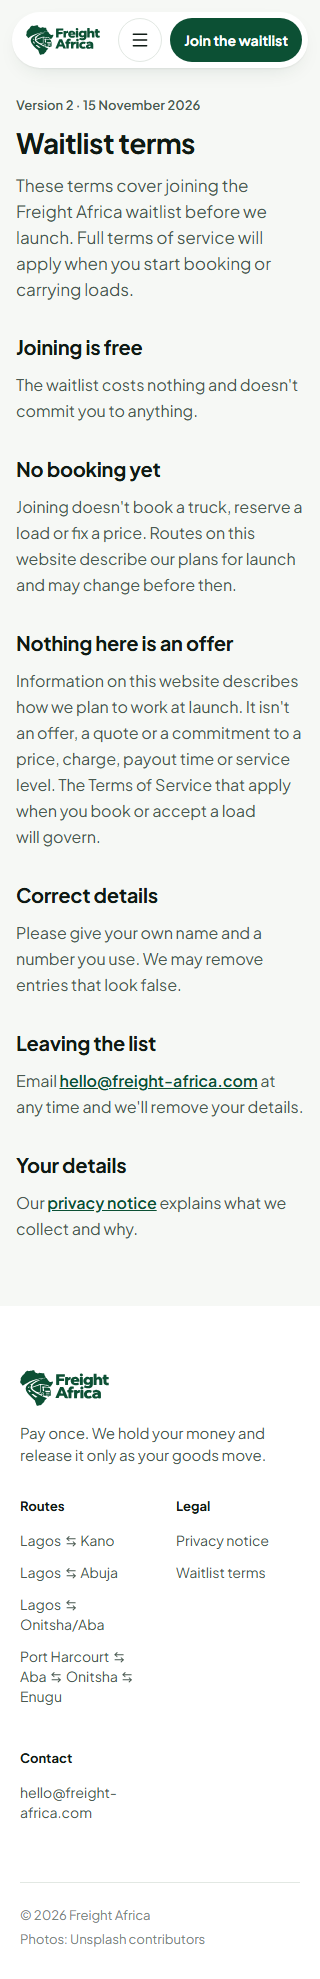 Freight
Africa
Join the waitlist
Version 2 · 15 November 2026
Waitlist terms
These terms cover joining the
Freight Africa waitlist before we
launch. Full terms of service will
apply when you start booking or
carrying loads.
Joining is free
The waitlist costs nothing and doesn't
commit you to anything.
No booking yet
Joining doesn't book a truck, reserve a
load or fix a price. Routes on this
website describe our plans for launch
and may change before then.
Nothing here is an offer
Information on this website describes
how we plan to work at launch. It isn't
an offer, a quote or a commitment to a
price, charge, payout time or service
level. The Terms of Service that apply
when you book or accept a load
will govern.
Correct details
Please give your own name and a
number you use. We may remove
entries that look false.
Leaving the list
Email hello@freight-africa.com at
any time and we'll remove your details.
Your details
Our privacy notice explains what we
collect and why.
Freight
Africa
Pay once. We hold your money and
release it only as your goods move.
Routes
Lagos ⇆ Kano
Lagos ⇆ Abuja
Lagos ⇆
Onitsha/Aba
Port Harcourt ⇆
Aba ⇆ Onitsha ⇆
Enugu
Legal
Privacy notice
Waitlist terms
Contact
hello@freight-
africa.com
© 2026 Freight Africa
Photos: Unsplash contributors